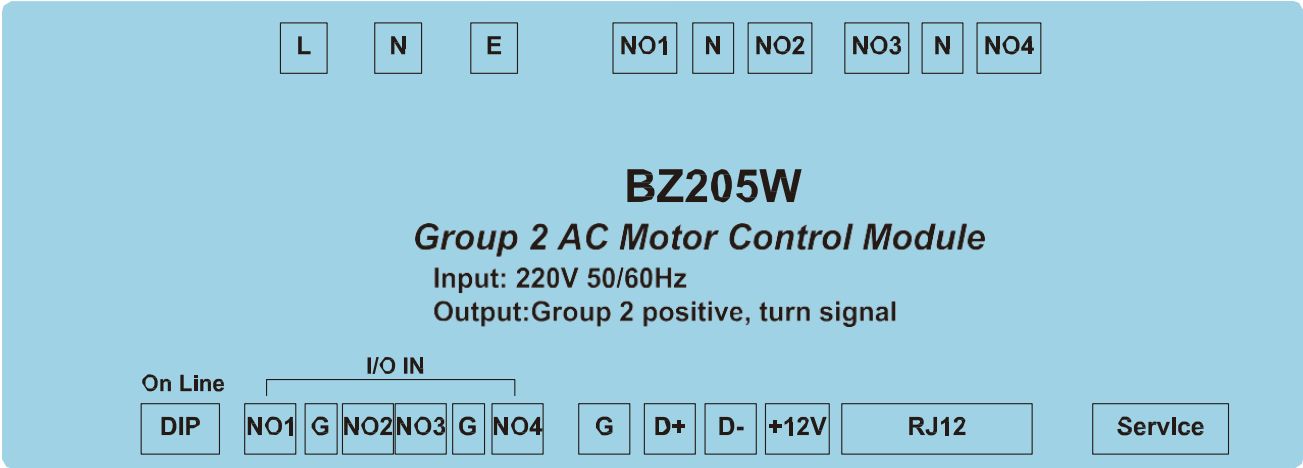 L N E NO1 N NO2 NO3 N NO4
BZ205W
Group 2 AC Motor Control Module
Input: 220V 50/60Hz
Output:Group 2 positive, turn signal
I/O IN
On Line
DIP NO1 G NO2 NO3 G NO4 G D+ D- +12V RJ12 Service